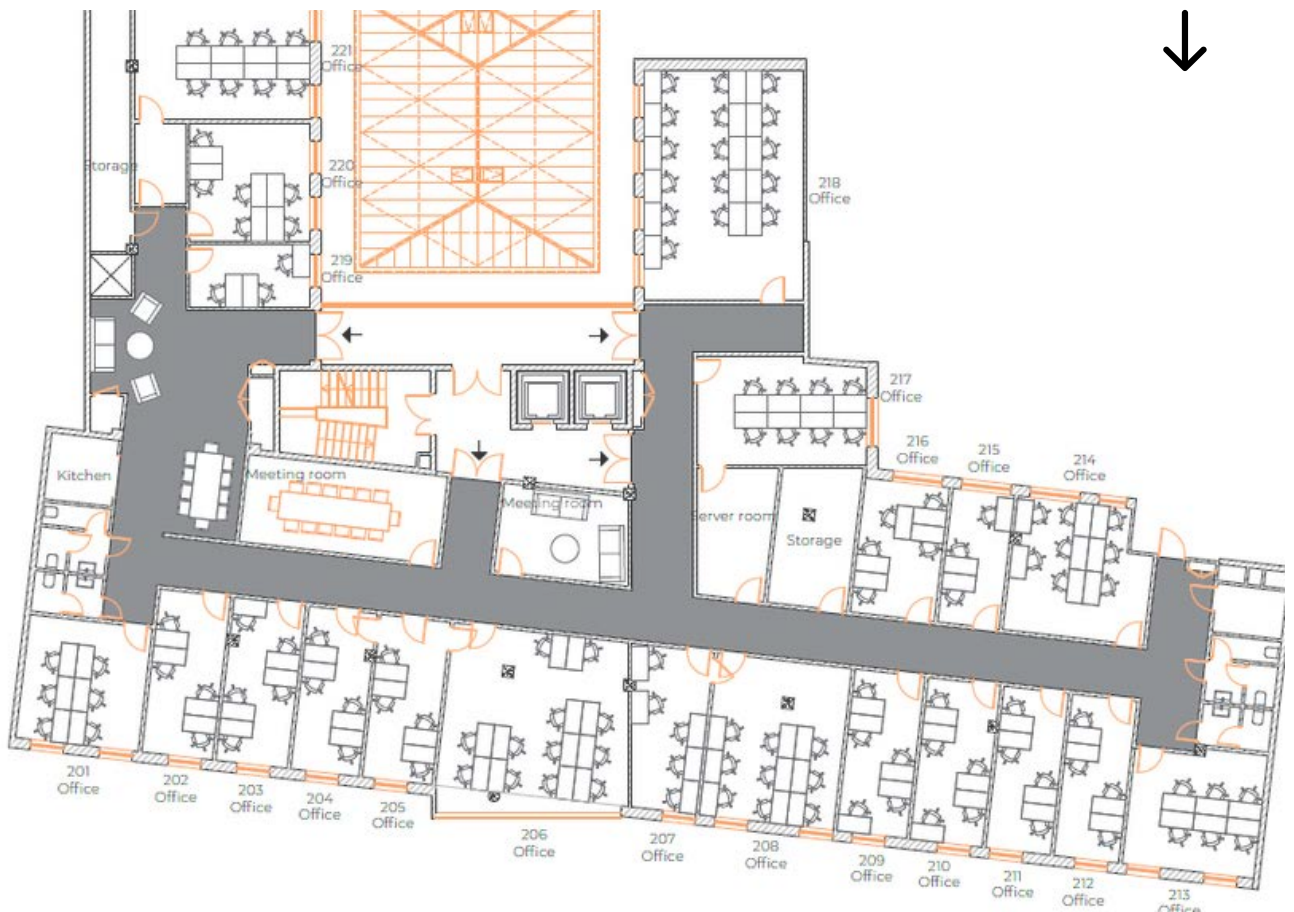 221
Office
Storage
220
Office
218
Office
219
Office
217
Office
216
Office
215
Office
214
Office
Kitchen
Meeting room
Meeting room
Server room
Storage
201
Office
202
Office
203
Office
204
Office
205
Office
206
Office
207
Office
208
Office
209
Office
210
Office
211
Office
212
Office
213
Office